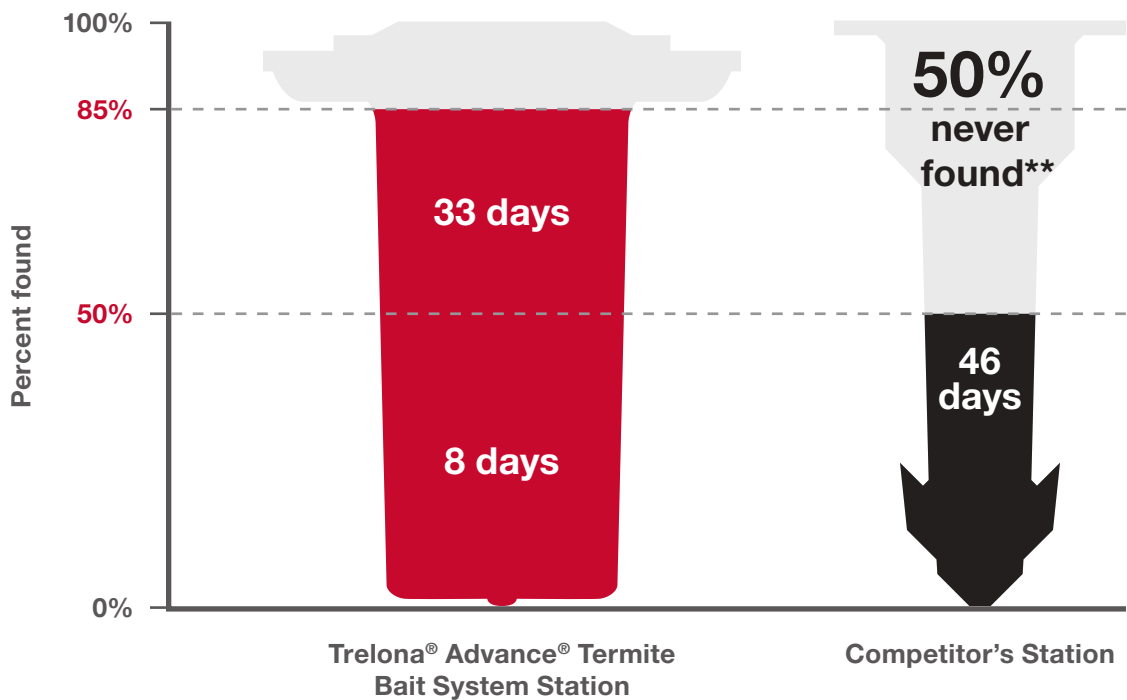 100%
85%
50%
0%
Percent found
33 days
8 days
50%
never
found**
46
days
Trelona® Advance® Termite
Bait System Station
Competitor’s Station